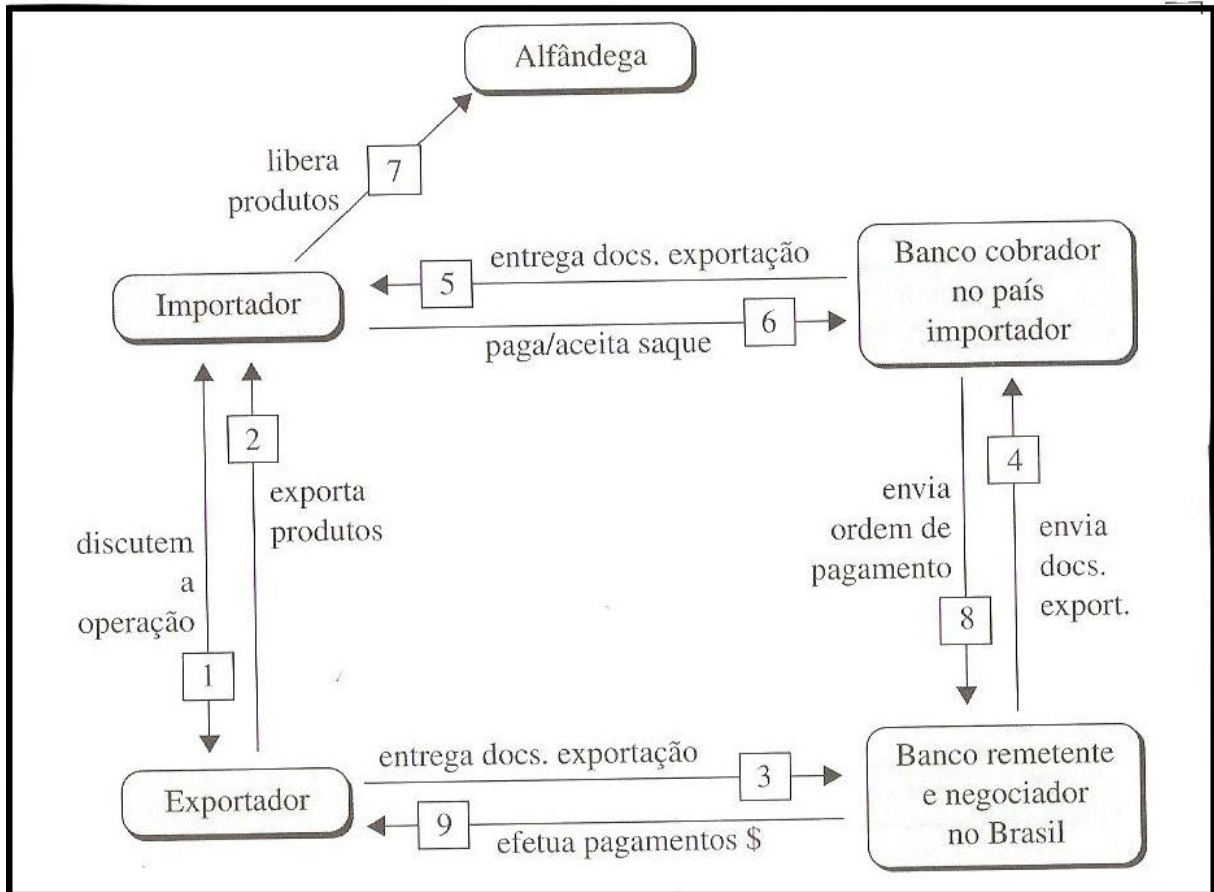 Alfândega
libera
produtos
7
Importador
5
entrega docs. exportação
6
paga/aceita saque
Banco cobrador
no país
importador
discutem
a
operação
1
2
exporta
produtos
envia
ordem de
pagamento
8
4
envia
docs.
export.
Exportador
entrega docs. exportação
3
9
efetua pagamentos $
Banco remetente
e negociador
no Brasil